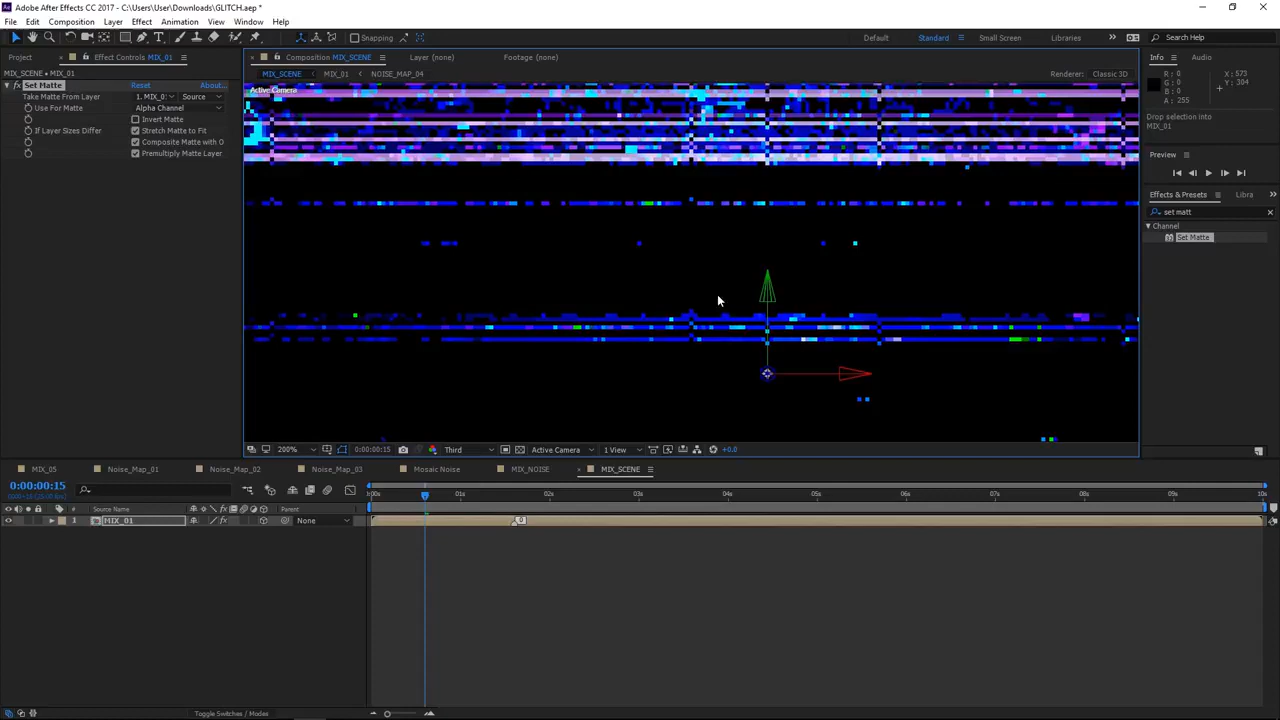 Adobe After Effects CC 2017 - C:\Users\User\Downloads\GLITCH.aep *
File Edit Composition Layer Effect Animation View Window Help
Snapping Default Standard Small Screen Libraries Search Help
Project Effect Controls MIX_01 Composition MIX_SCENE Layer (none) Footage (none) Info Audio
MIX_SCENE • MIX_01 MIX_SCENE MIX_01 NOISE_MAP_04 Renderer: Classic 3D
fx Set Matte Reset About...
Active Camera
Take Matte From Layer 1. MIX_0: Source
Use For Matte Alpha Channel
Invert Matte
If Layer Sizes Differ Stretch Matte to Fit
Composite Matte with O
Premultiply Matte Layer
R : 0 X : 573
G : 0 Y : 304
B : 0
A : 255
Drop selection into
MIX_01
Preview
Effects & Presets Libra
set matt
Channel
Set Matte
200% 0:00:00:15 Third Active Camera 1 View +0.0
MIX_05 Noise_Map_01 Noise_Map_02 Noise_Map_03 Mosaic Noise MIX_NOISE MIX_SCENE
0:00:00:15
:00s 01s 02s 03s 04s 05s 06s 07s 08s 09s 10s
# Source Name Parent
1 MIX_01 fx None
Toggle Switches / Modes